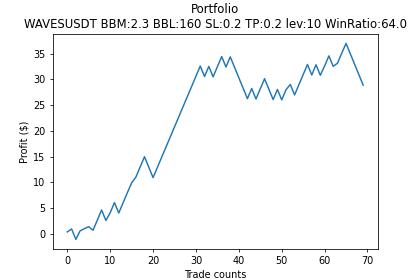 Portfolio
WAVESUSDT BBM:2.3 BBL:160 SL:0.2 TP:0.2 lev:10 WinRatio:64.0
35
30
25
20
15
10
5
0
Profit ($)
0 10 20 30 40 50 60 70
Trade counts